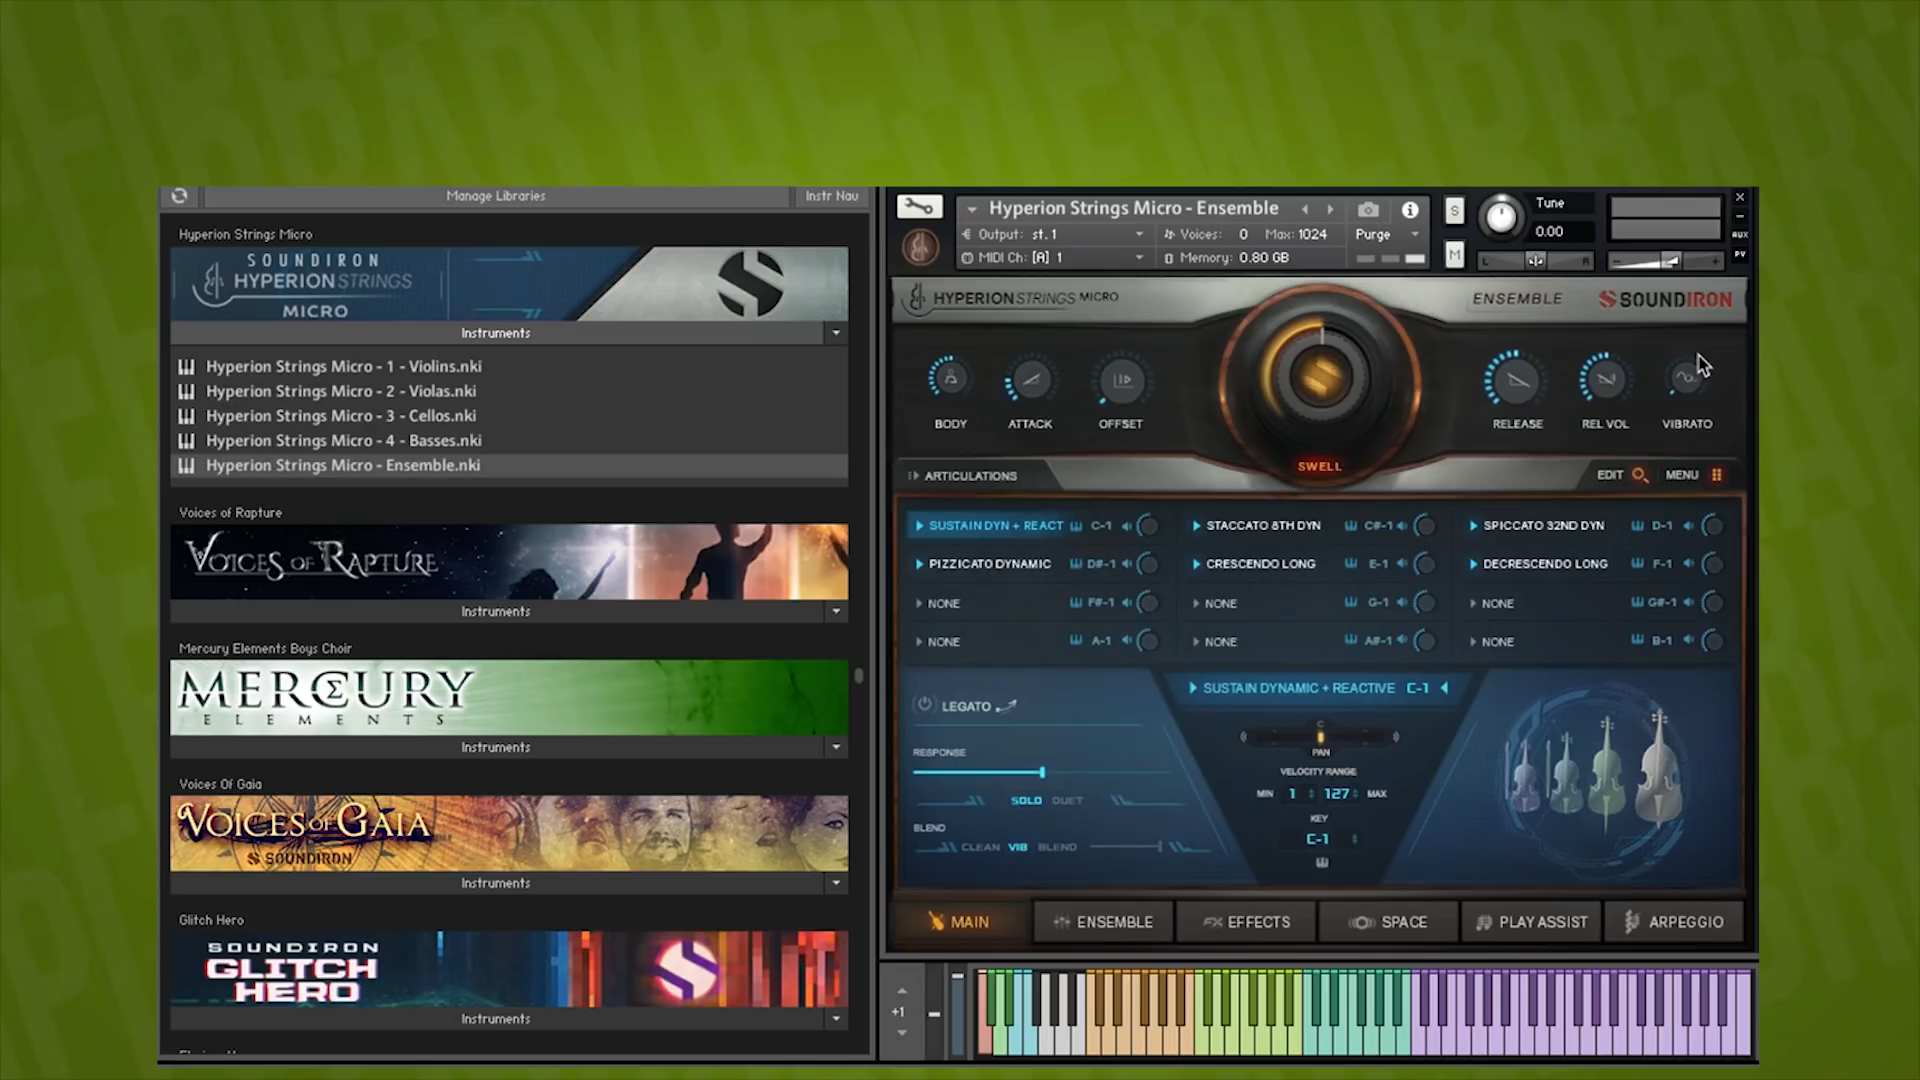 LIBRARY REVIEW
Manage Libraries
Instr Nav
Hyperion Strings Micro
SOUNDIRON
HYPERION STRINGS
MICRO
Instruments
Hyperion Strings Micro - 1 - Violins.nki
Hyperion Strings Micro - 2 - Violas.nki
Hyperion Strings Micro - 3 - Cellos.nki
Hyperion Strings Micro - 4 - Basses.nki
Hyperion Strings Micro - Ensemble.nki
Voices of Rapture
VOICES OF RAPTURE
Instruments
Mercury Elements Boys Choir
MERCURY
ELEMENTS
Instruments
Voices Of Gaia
VOICES OF GAIA
SOUNDIRON
Instruments
Glitch Hero
SOUNDIRON
GLITCH
HERO
Instruments
Hyperion Strings Micro - Ensemble
Output: st. 1
Voices: 0 Max: 1024
Purge
MIDI Ch: [A] 1
Memory: 0.80 GB
S
M
Tune
0.00
L R
AUX
PV
HYPERION STRINGS MICRO
ENSEMBLE
SOUNDIRON
BODY
ATTACK
OFFSET
SWELL
RELEASE
REL VOL
VIBRATO
ARTICULATIONS
EDIT
MENU
SUSTAIN DYN + REACT C-1
STACCATO 8TH DYN C#-1
SPICCATO 32ND DYN D-1
PIZZICATO DYNAMIC D#-1
CRESCENDO LONG E-1
DECRESCENDO LONG F-1
NONE F#-1
NONE G-1
NONE G#-1
NONE A-1
NONE A#-1
NONE B-1
LEGATO
RESPONSE
SOLO DUET
BLEND
CLEAN VIB BLEND
SUSTAIN DYNAMIC + REACTIVE C-1
C
PAN
VELOCITY RANGE
MIN 1 127 MAX
KEY
C-1
MAIN
ENSEMBLE
FX EFFECTS
SPACE
PLAY ASSIST
ARPEGGIO
+1